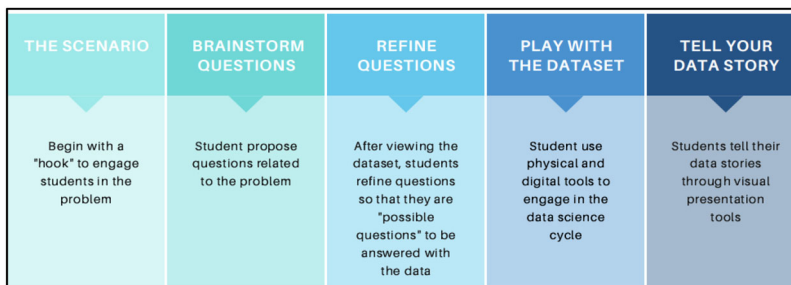 THE SCENARIO
Begin with a
"hook" to engage
students in the
problem
BRAINSTORM
QUESTIONS
Student propose
questions related
to the problem
REFINE
QUESTIONS
After viewing the
dataset, students
refine questions
so that they are
"possible
questions" to be
answered with
the data
PLAY WITH
THE DATASET
Student use
physical and
digital tools to
engage in the
data science
cycle
TELL YOUR
DATA STORY
Students tell their
data stories
through visual
presentation
tools